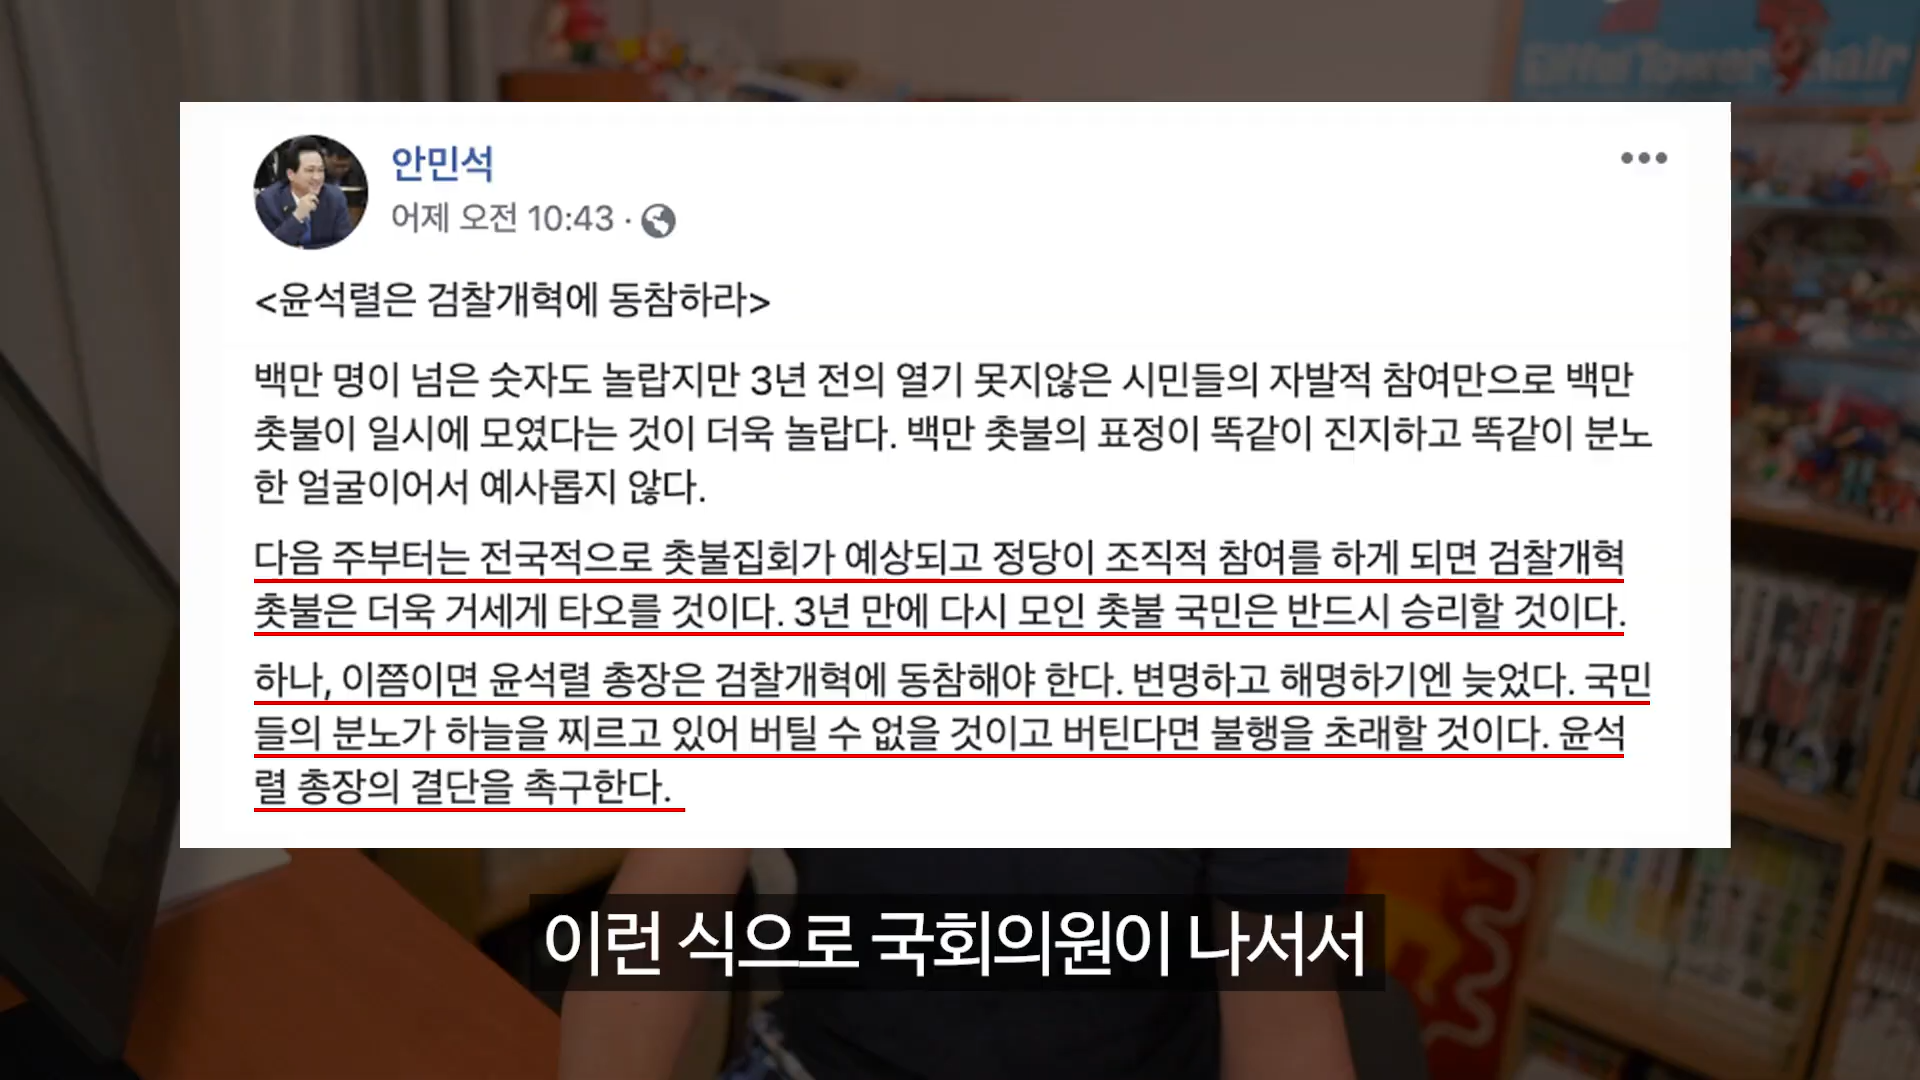 Eiffel Tower
안민석
어제 오전 10:43 ·
<윤석렬은 검찰개혁에 동참하라>
백만 명이 넘은 숫자도 놀랍지만 3년 전의 열기 못지않은 시민들의 자발적 참여만으로 백만
촛불이 일시에 모였다는 것이 더욱 놀랍다. 백만 촛불의 표정이 똑같이 진지하고 똑같이 분노
한 얼굴이어서 예사롭지 않다.
다음 주부터는 전국적으로 촛불집회가 예상되고 정당이 조직적 참여를 하게 되면 검찰개혁
촛불은 더욱 거세게 타오를 것이다. 3년 만에 다시 모인 촛불 국민은 반드시 승리할 것이다.
하나, 이쯤이면 윤석렬 총장은 검찰개혁에 동참해야 한다. 변명하고 해명하기엔 늦었다. 국민
들의 분노가 하늘을 찌르고 있어 버틸 수 없을 것이고 버틴다면 불행을 초래할 것이다. 윤석
렬 총장의 결단을 촉구한다.
이런 식으로 국회의원이 나서서